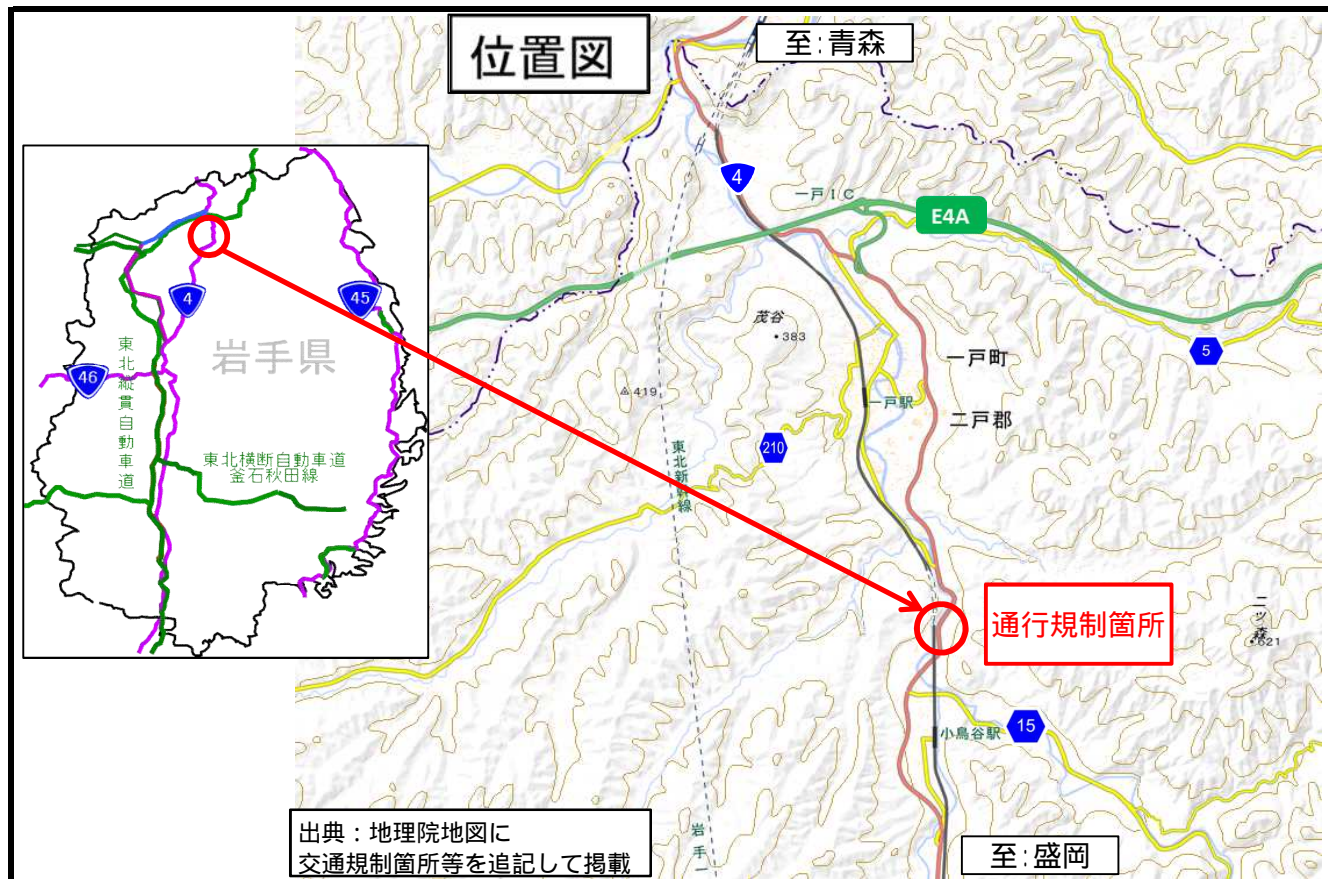 位置図
至:青森
4
一戸IC
E4A
5
茂谷
383
419
一戸町
二戸郡
一戸駅
210
東北新幹線
通行規制箇所
二ツ森
621
15
小鳥谷駅
岩手一
至:盛岡
出典:地理院地図に
交通規制箇所等を追記して掲載
4
45
岩手県
46
東北縦貫自動車道
東北横断自動車道
釜石秋田線